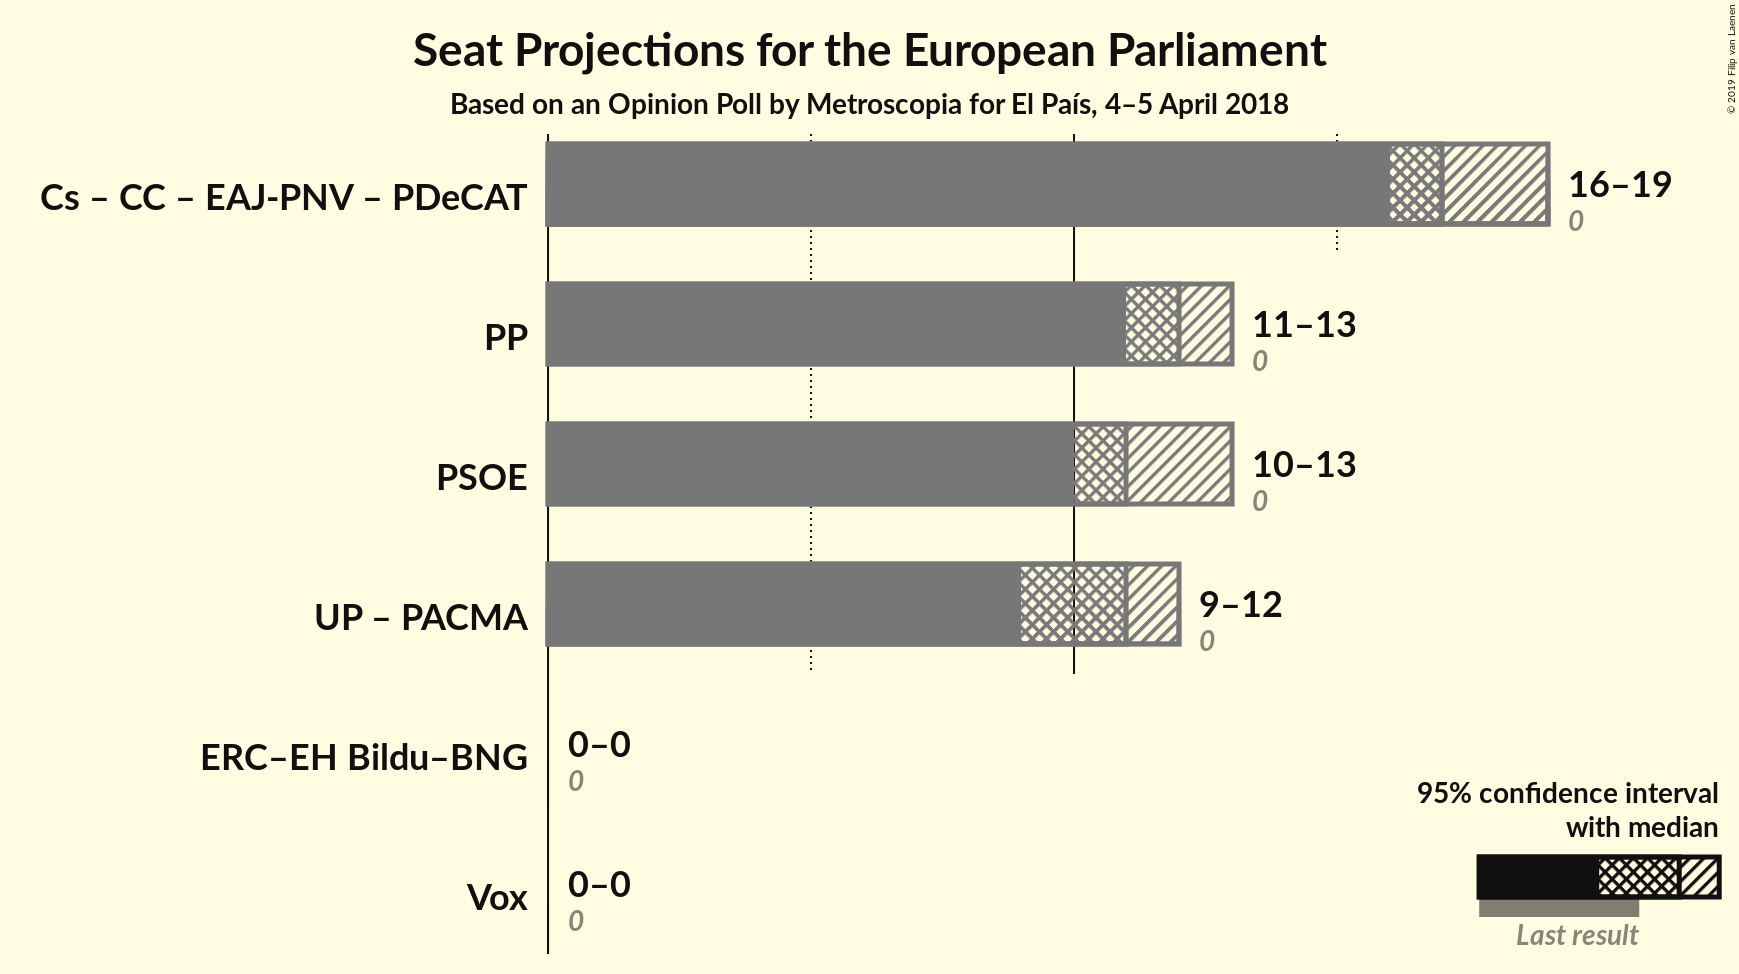 Seat Projections for the European Parliament
Based on an Opinion Poll by Metroscopia for El País, 4–5 April 2018
© 2019 Filip van Laenen
Cs – CC – EAJ-PNV – PDeCAT
16–19
0
PP
11–13
0
PSOE
10–13
0
UP – PACMA
9–12
0
ERC–EH Bildu–BNG
0–0
0
Vox
0–0
0
95% confidence interval
with median
Last result